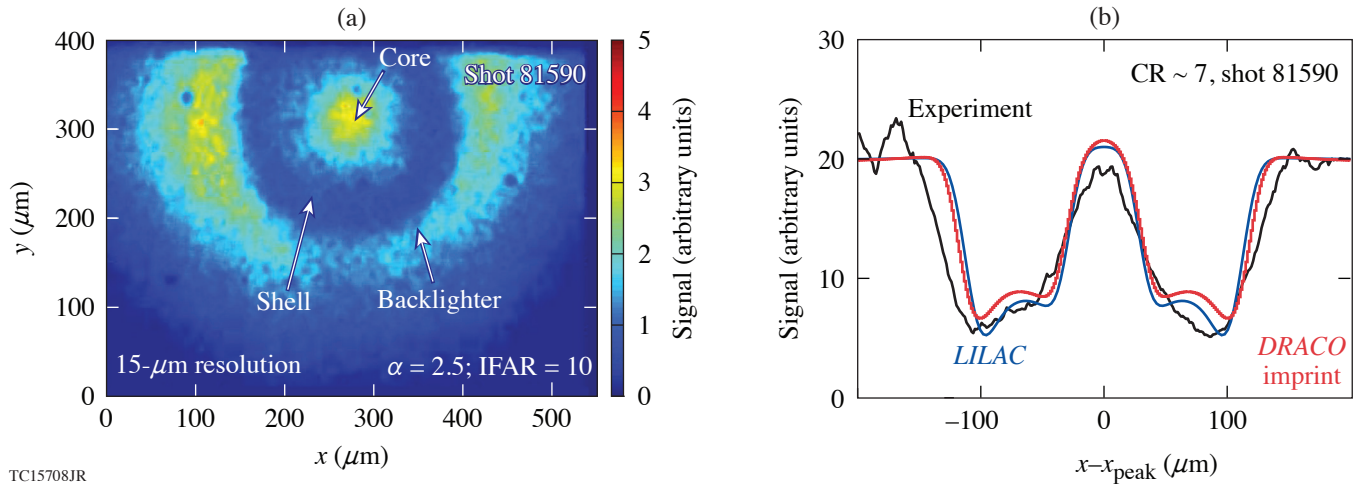 (a)
400
300
200
100
0
y (μm)
0 100 200 300 400 500
x (μm)
Core
Shot 81590
Shell
Backlighter
15-μm resolution
α = 2.5; IFAR = 10
5
4
3
2
1
0
Signal (arbitrary units)
(b)
30
20
10
0
Signal (arbitrary units)
CR ~ 7, shot 81590
Experiment
LILAC
DRACO
imprint
–100 0 100
x–xpeak (μm)
TC15708JR